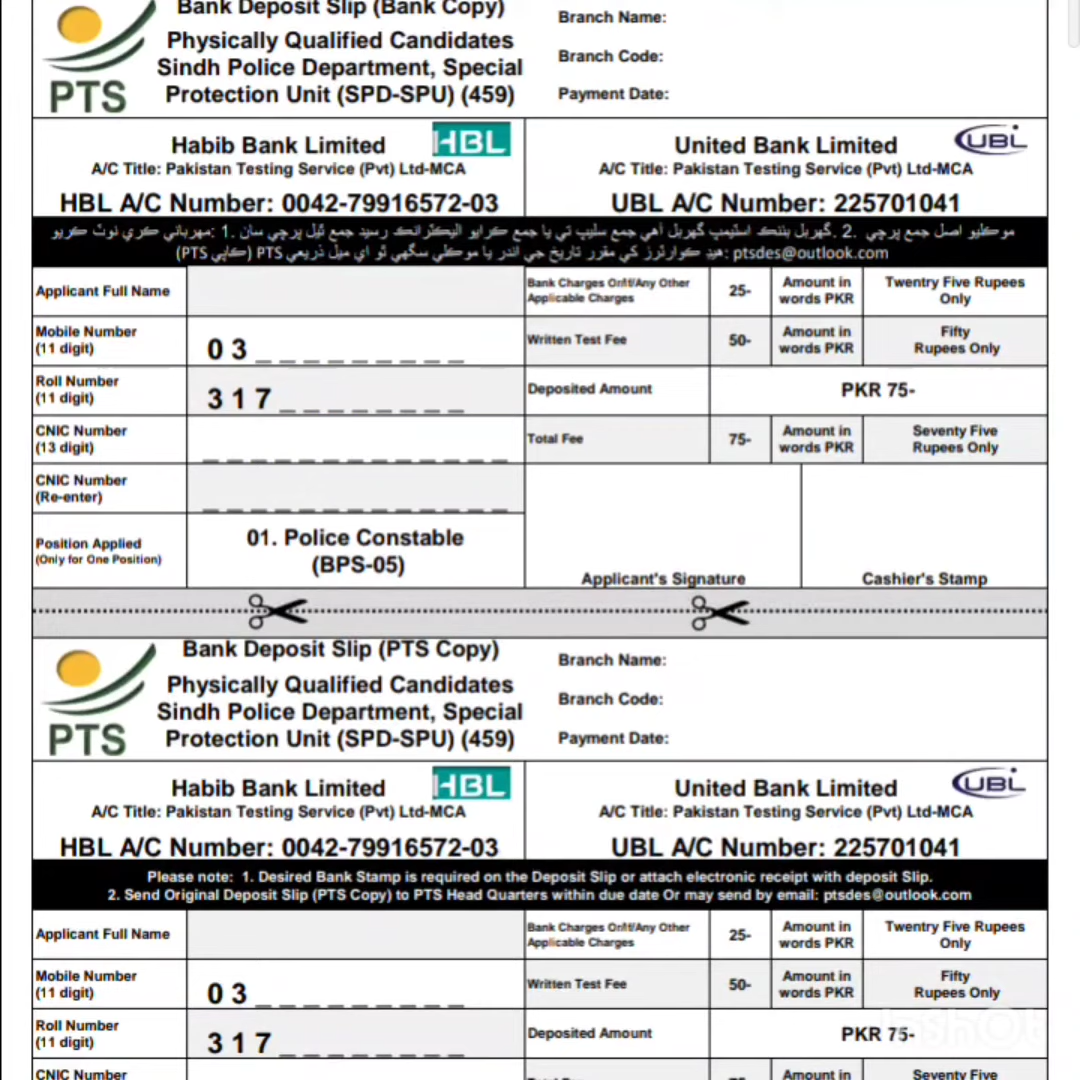 Bank Deposit Slip (Bank Copy)
Physically Qualified Candidates
Sindh Police Department, Special
Protection Unit (SPD-SPU) (459)
PTS
Branch Name:
Branch Code:
Payment Date:
Habib Bank Limited
HBL
A/C Title: Pakistan Testing Service (Pvt) Ltd-MCA
HBL A/C Number: 0042-79916572-03
United Bank Limited
UBL
A/C Title: Pakistan Testing Service (Pvt) Ltd-MCA
UBL A/C Number: 225701041
ptsdes@outlook.com
Applicant Full Name
Bank Charges Or/If/Any Other
Applicable Charges
25-
Amount in
words PKR
Twentry Five Rupees
Only
Mobile Number
(11 digit)
03_ _ _ _ _ _ _ _ _
Written Test Fee
50-
Amount in
words PKR
Fifty
Rupees Only
Roll Number
(11 digit)
317_ _ _ _ _ _ _ _
Deposited Amount
PKR 75-
CNIC Number
(13 digit)
Total Fee
75-
Amount in
words PKR
Seventy Five
Rupees Only
CNIC Number
(Re-enter)
Position Applied
(Only for One Position)
01. Police Constable
(BPS-05)
Applicant's Signature
Cashier's Stamp
Bank Deposit Slip (PTS Copy)
Physically Qualified Candidates
Sindh Police Department, Special
Protection Unit (SPD-SPU) (459)
PTS
Branch Name:
Branch Code:
Payment Date:
Habib Bank Limited
HBL
A/C Title: Pakistan Testing Service (Pvt) Ltd-MCA
HBL A/C Number: 0042-79916572-03
United Bank Limited
UBL
A/C Title: Pakistan Testing Service (Pvt) Ltd-MCA
UBL A/C Number: 225701041
Please note: 1. Desired Bank Stamp is required on the Deposit Slip or attach electronic receipt with deposit Slip.
2. Send Original Deposit Slip (PTS Copy) to PTS Head Quarters within due date Or may send by email: ptsdes@outlook.com
Applicant Full Name
Bank Charges Or/If/Any Other
Applicable Charges
25-
Amount in
words PKR
Twentry Five Rupees
Only
Mobile Number
(11 digit)
03_ _ _ _ _ _ _ _ _
Written Test Fee
50-
Amount in
words PKR
Fifty
Rupees Only
Roll Number
(11 digit)
317_ _ _ _ _ _ _ _
Deposited Amount
PKR 75-
CNIC Number
Amount in
Seventy Five